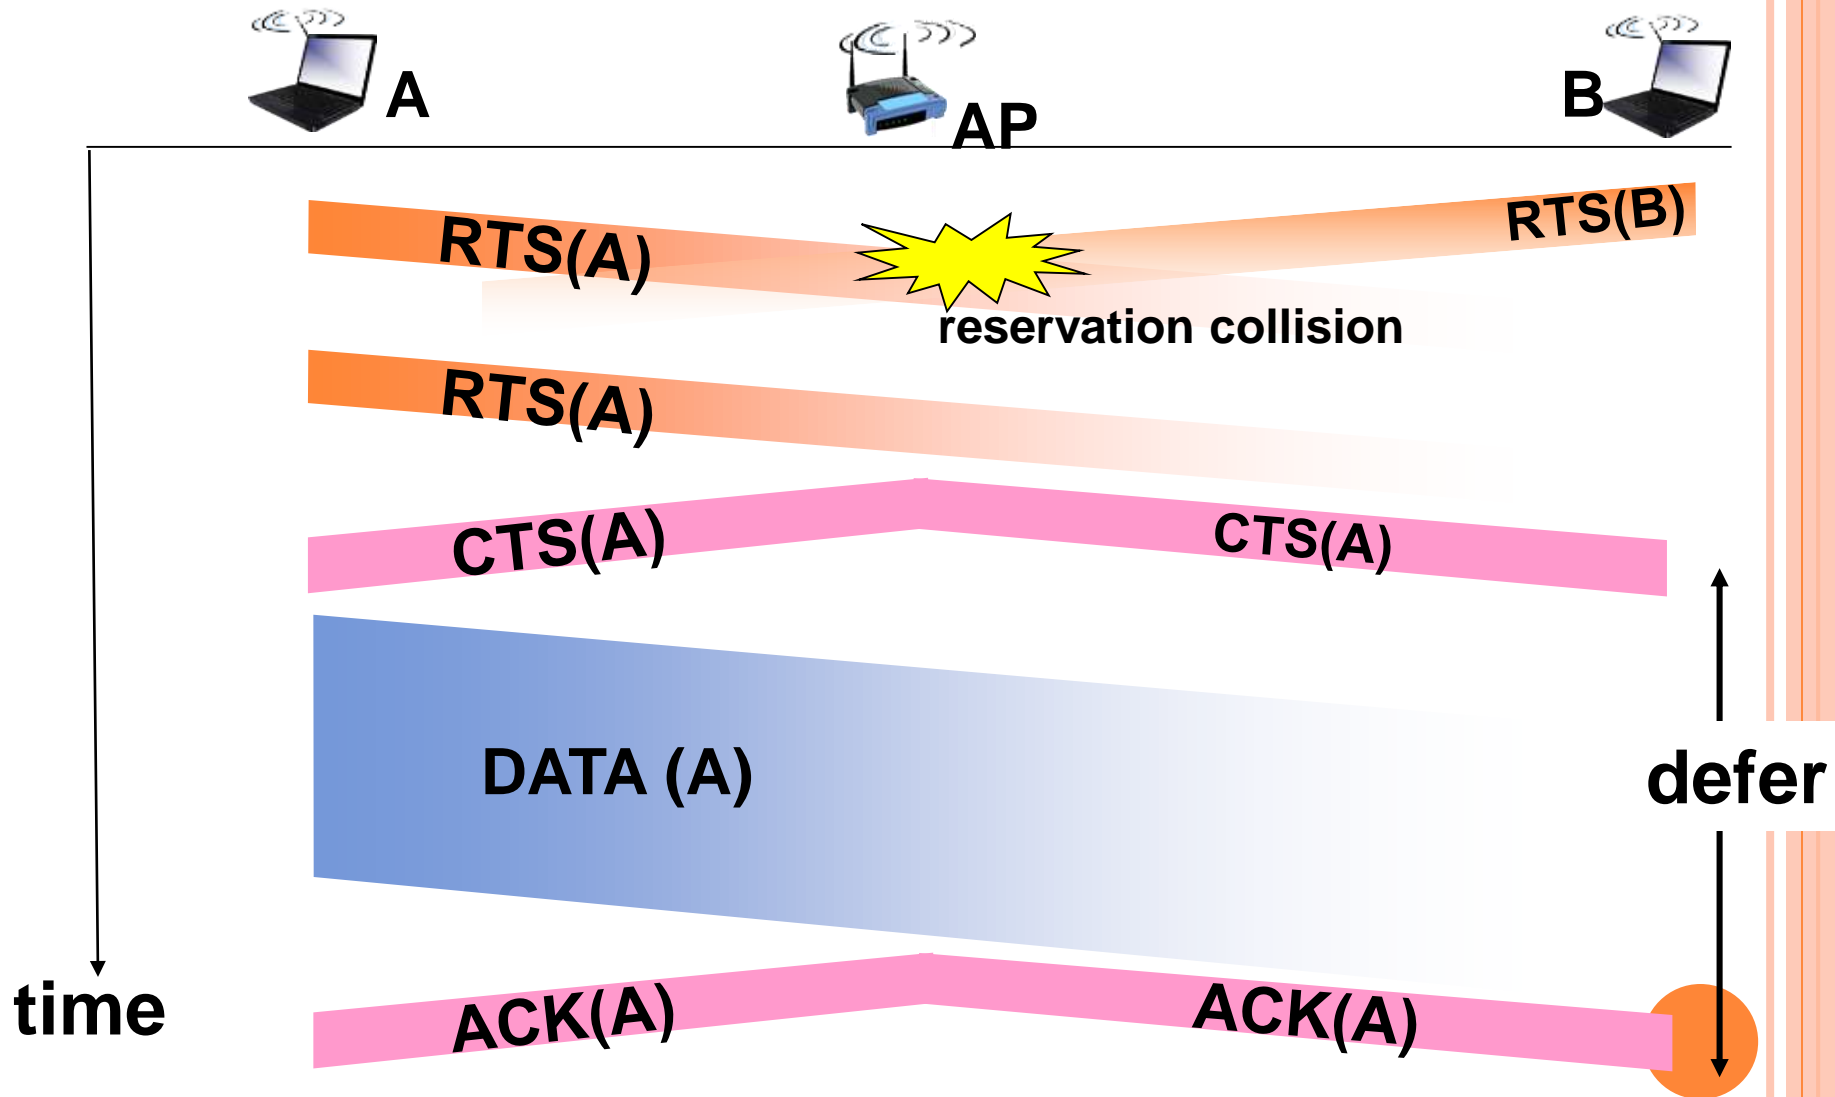 A
AP
B
RTS(A)
RTS(B)
reservation collision
RTS(A)
CTS(A)
CTS(A)
DATA (A)
defer
time
ACK(A)
ACK(A)